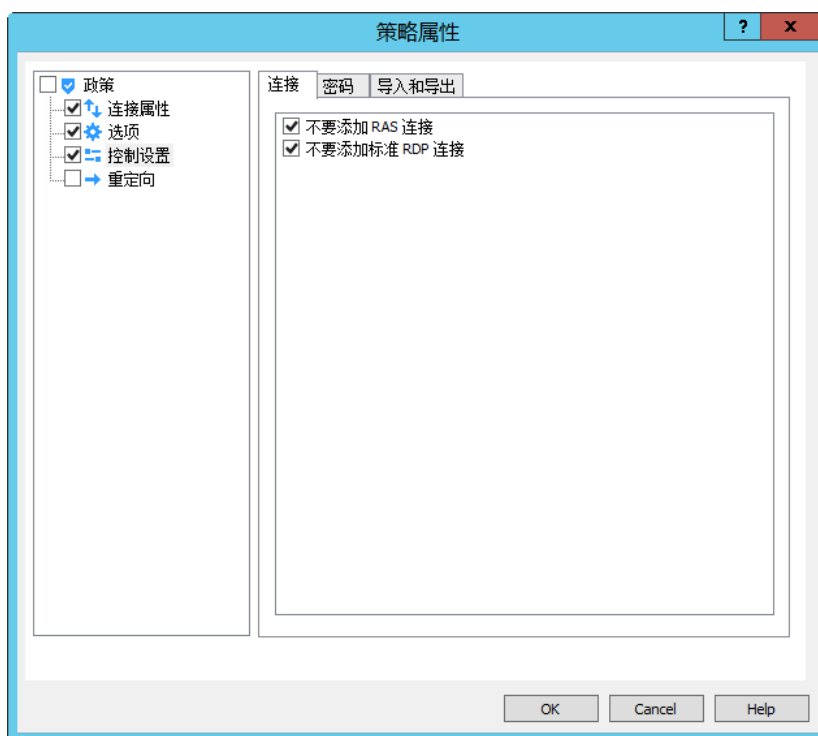 策略属性
? x
政策
连接属性
选项
控制设置
重定向
连接 密码 导入和导出
不要添加 RAS 连接
不要添加标准 RDP 连接
OK Cancel Help